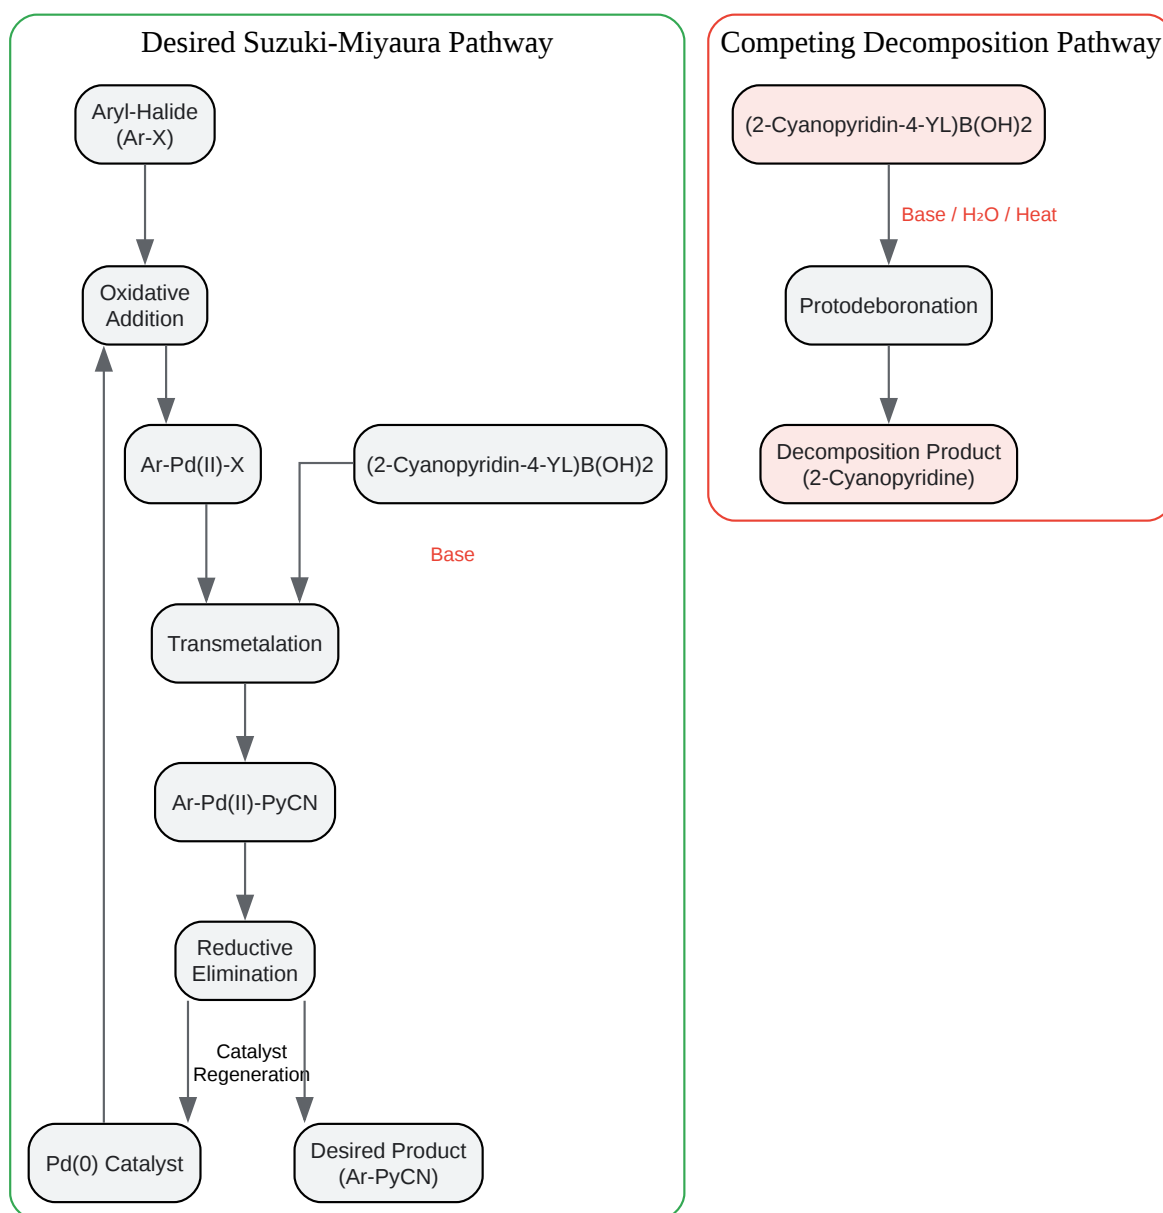 Desired Suzuki-Miyaura Pathway
Aryl-Halide
(Ar-X)
Oxidative
Addition
Ar-Pd(II)-X
(2-Cyanopyridin-4-YL)B(OH)2
Base
Transmetalation
Ar-Pd(II)-PyCN
Reductive
Elimination
Catalyst
Regeneration
Pd(0) Catalyst
Desired Product
(Ar-PyCN)
Competing Decomposition Pathway
(2-Cyanopyridin-4-YL)B(OH)2
Base / H₂O / Heat
Protodeboronation
Decomposition Product
(2-Cyanopyridine)